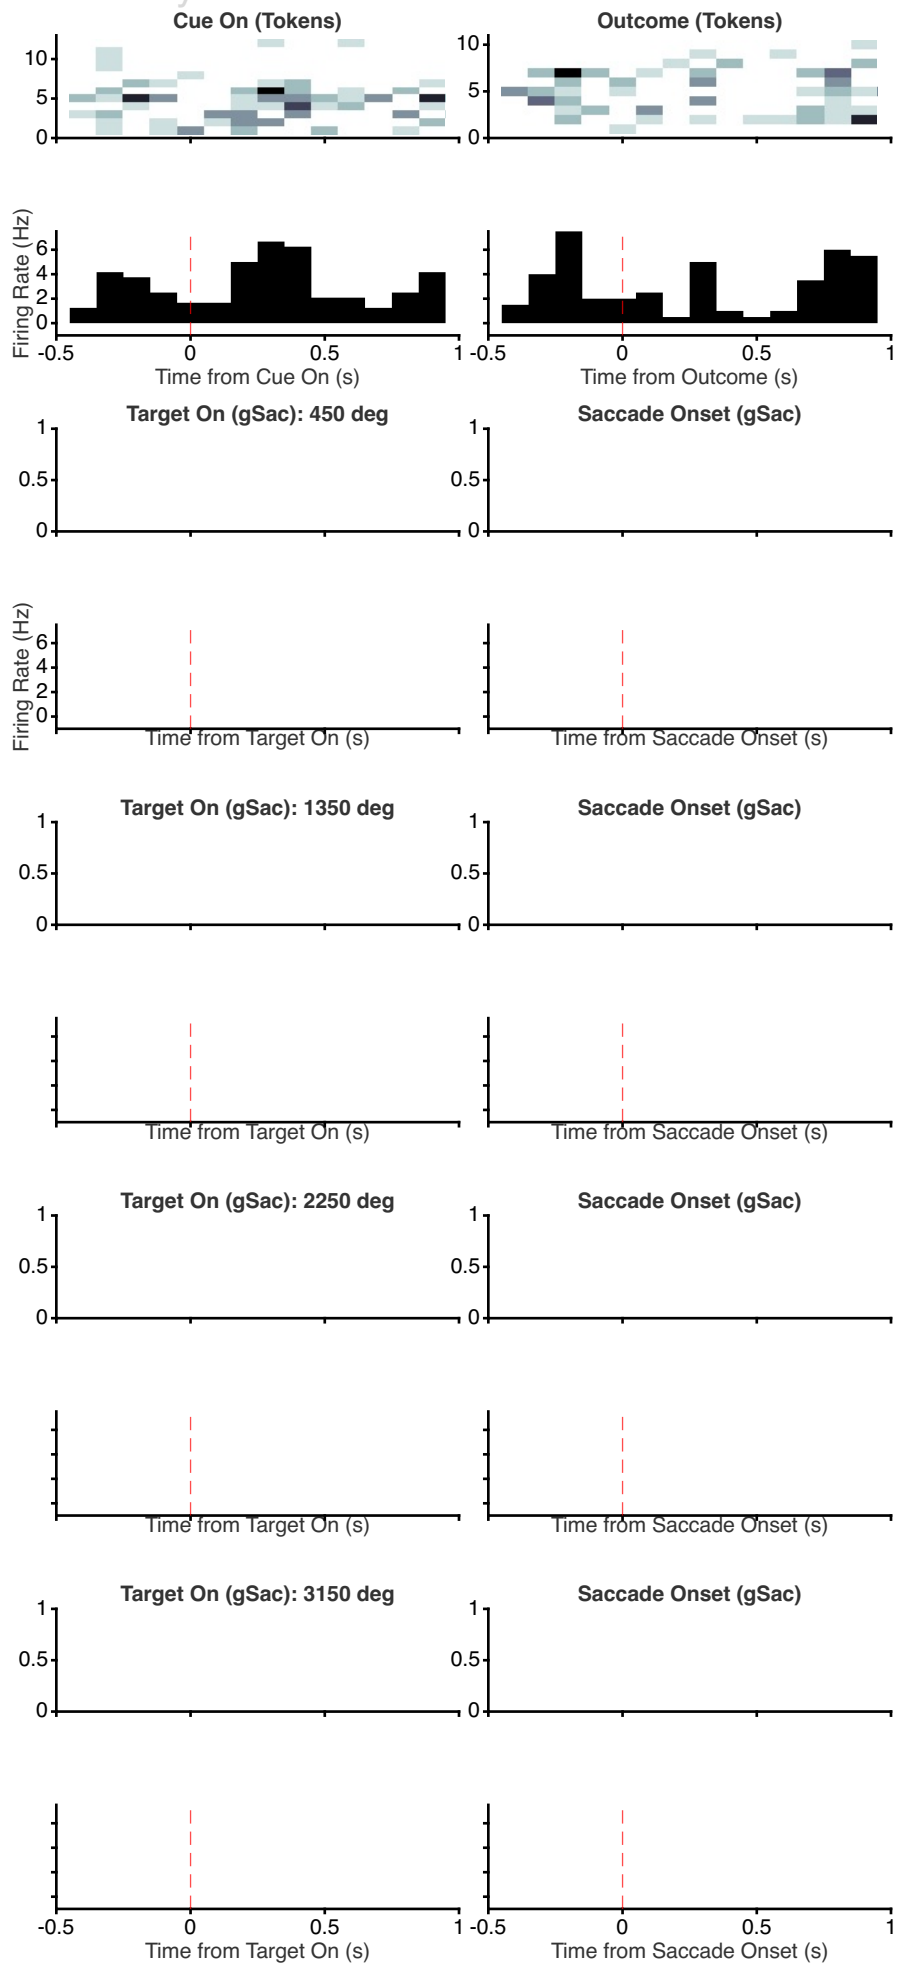 Cue On (Tokens) Outcome (Tokens)
10 10
5 5
0 0
Firing Rate (Hz)
6
4
2
0
-0.5 0 0.5 1 -0.5 0 0.5 1
Time from Cue On (s) Time from Outcome (s)
Target On (gSac): 450 deg Saccade Onset (gSac)
1 1
0.5 0.5
0 0
Firing Rate (Hz)
6
4
2
0
Time from Target On (s) Time from Saccade Onset (s)
Target On (gSac): 1350 deg Saccade Onset (gSac)
1 1
0.5 0.5
0 0
Time from Target On (s) Time from Saccade Onset (s)
Target On (gSac): 2250 deg Saccade Onset (gSac)
1 1
0.5 0.5
0 0
Time from Target On (s) Time from Saccade Onset (s)
Target On (gSac): 3150 deg Saccade Onset (gSac)
1 1
0.5 0.5
0 0
-0.5 0 0.5 1 -0.5 0 0.5 1
Time from Target On (s) Time from Saccade Onset (s)